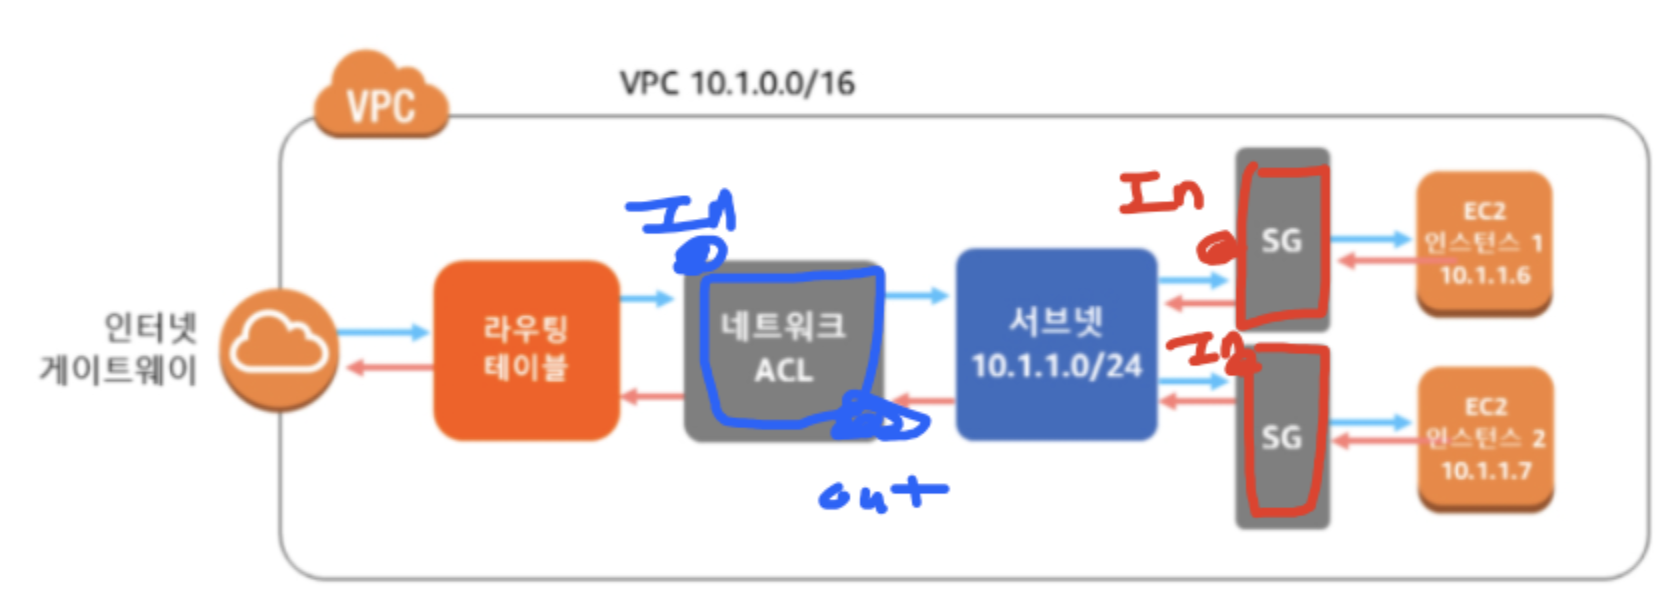 VPC
VPC 10.1.0.0/16
In
In
인터넷
게이트웨이
라우팅
테이블
네트워크
ACL
out
서브넷
10.1.1.0/24
SG
EC2
인스턴스 1
10.1.1.6
In
SG
EC2
인스턴스 2
10.1.1.7